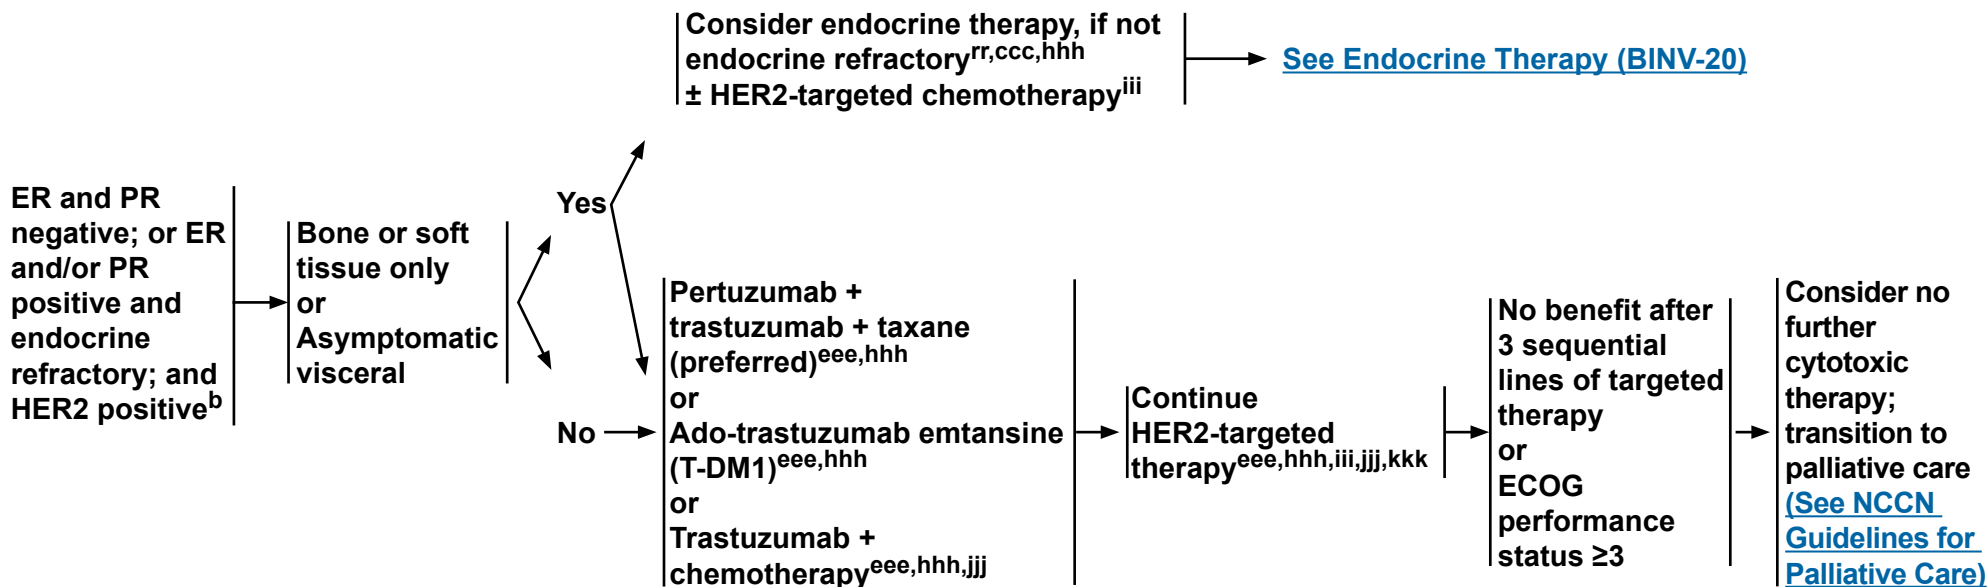 Consider endocrine therapy, if not
endocrine refractoryrr,ccc,hhh
± HER2-targeted chemotherapyiii
See Endocrine Therapy (BINV-20)
ER and PR
negative; or ER
and/or PR
positive and
endocrine
refractory; and
HER2 positiveb
Bone or soft
tissue only
or
Asymptomatic
visceral
Yes
No
Pertuzumab +
trastuzumab + taxane
(preferred)eee,hhh
or
Ado-trastuzumab emtansine
(T-DM1)eee,hhh
or
Trastuzumab +
chemotherapyeee,hhh,jjj
Continue
HER2-targeted
therapyeee,hhh,iii,jjj,kkk
No benefit after
3 sequential
lines of targeted
therapy
or
ECOG
performance
status ≥3
Consider no
further
cytotoxic
therapy;
transition to
palliative care
(See NCCN
Guidelines for
Palliative Care)